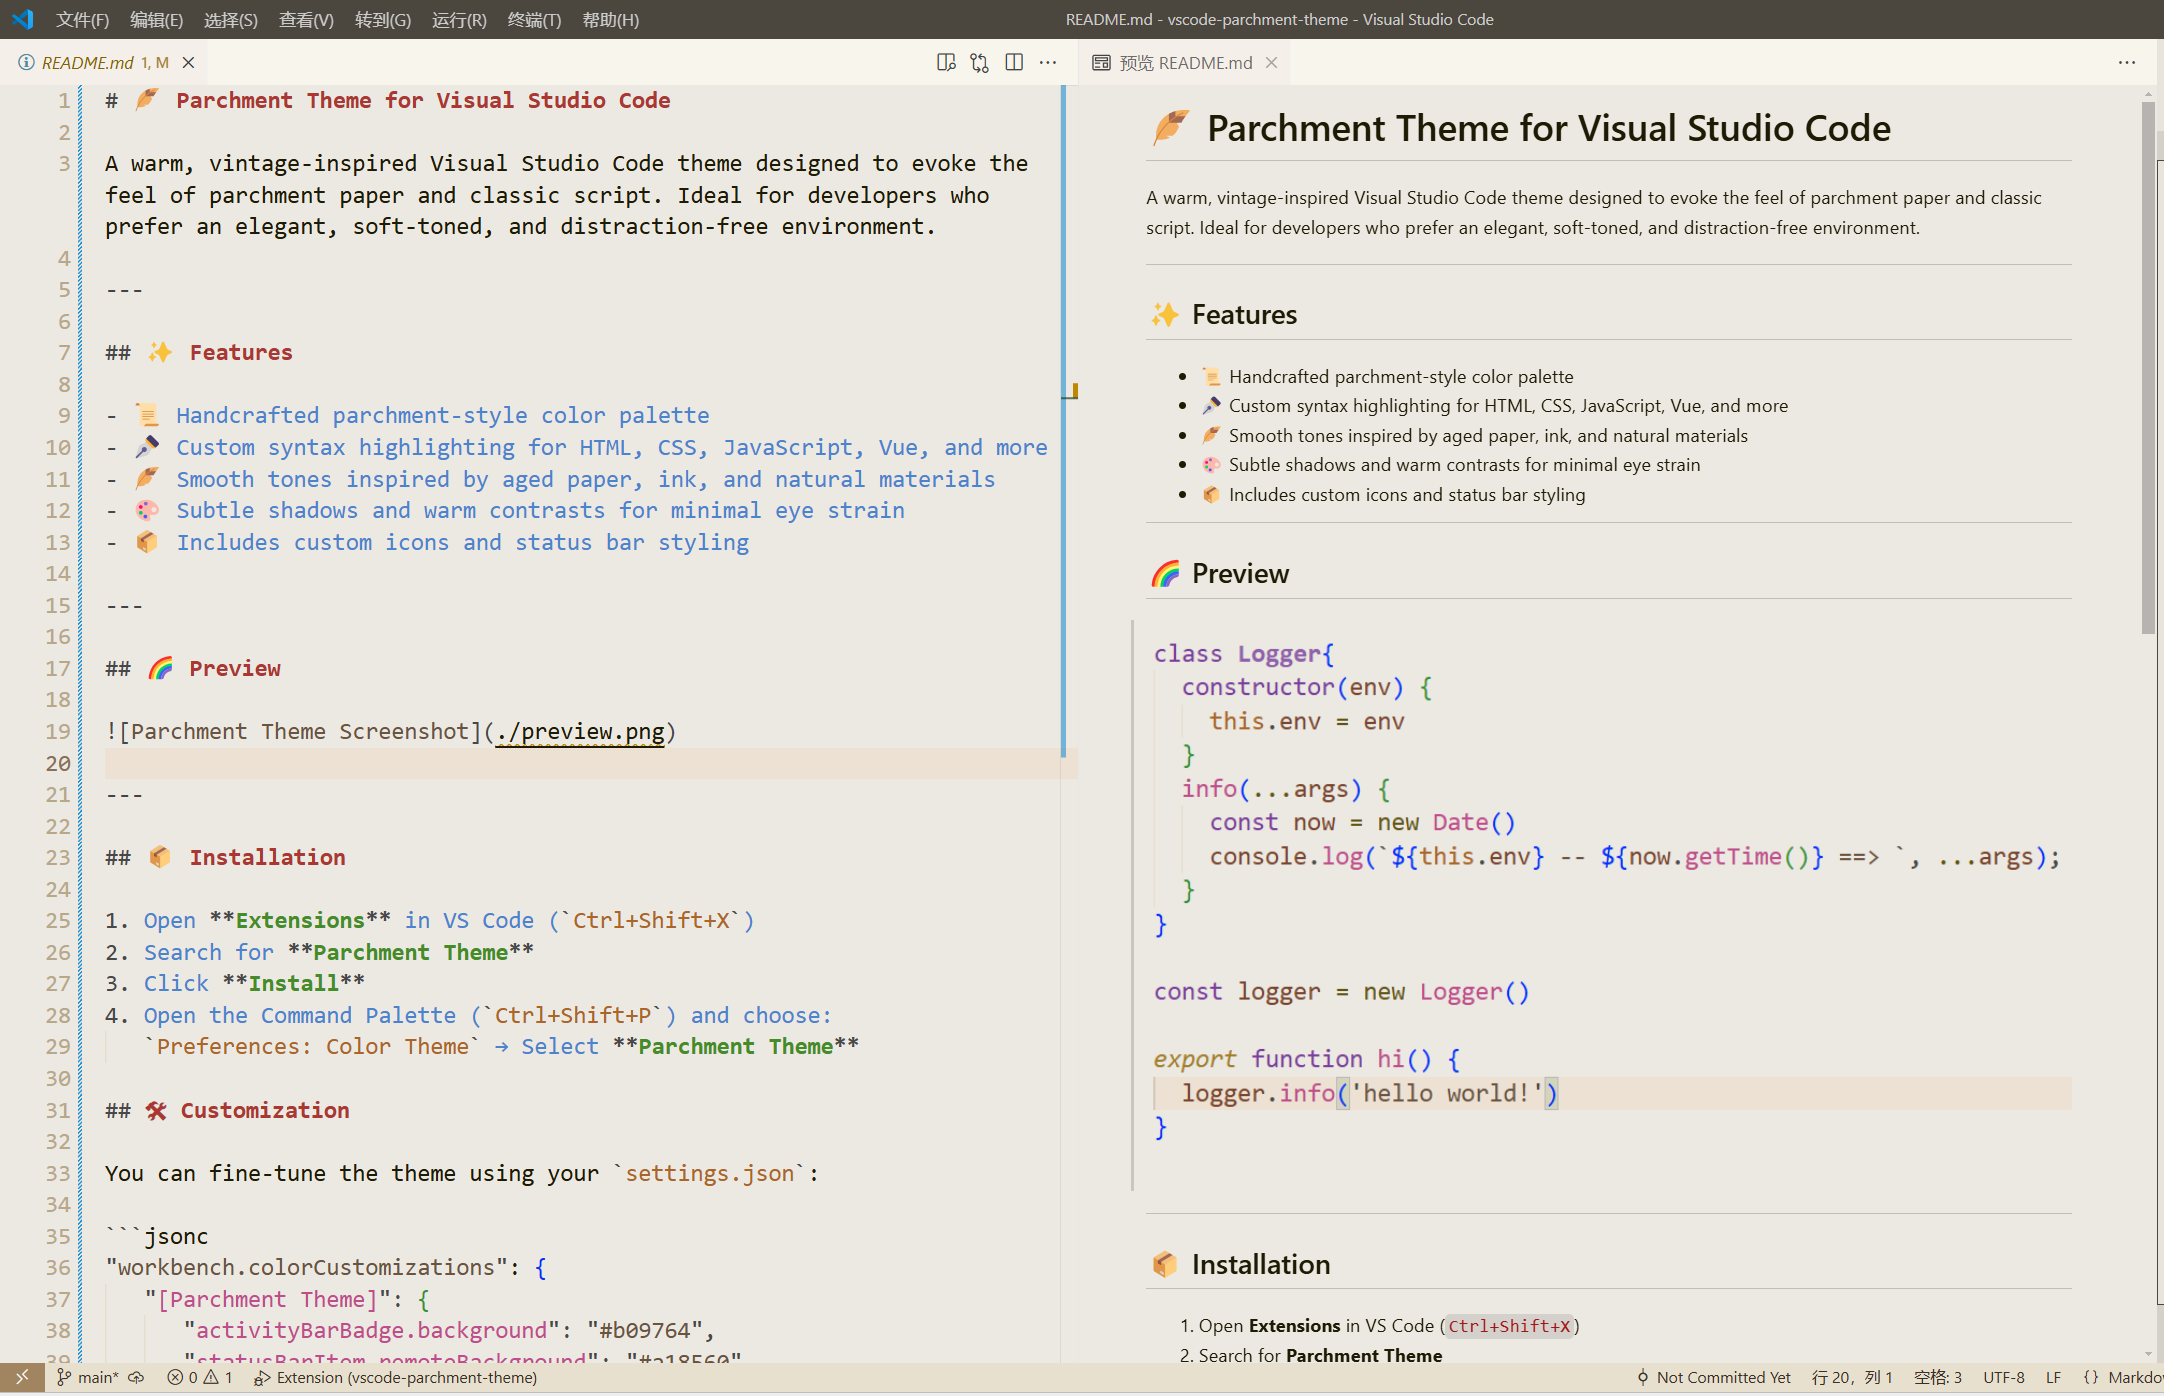 文件(F) 编辑(E) 选择(S) 查看(V) 转到(G) 运行(R) 终端(T) 帮助(H) README.md - vscode-parchment-theme - Visual Studio Code
README.md 1, M
1 # 🪶 Parchment Theme for Visual Studio Code
2
3 A warm, vintage-inspired Visual Studio Code theme designed to evoke the
feel of parchment paper and classic script. Ideal for developers who
prefer an elegant, soft-toned, and distraction-free environment.
4
5 ---
6
7 ## ✨ Features
8
9 - 📜 Handcrafted parchment-style color palette
10 - 🖋️ Custom syntax highlighting for HTML, CSS, JavaScript, Vue, and more
11 - 🪶 Smooth tones inspired by aged paper, ink, and natural materials
12 - 🎨 Subtle shadows and warm contrasts for minimal eye strain
13 - 📦 Includes custom icons and status bar styling
14
15 ---
16
17 ## 🌈 Preview
18
19 ![Parchment Theme Screenshot](./preview.png)
20
21 ---
22
23 ## 📦 Installation
24
25 1. Open **Extensions** in VS Code (`Ctrl+Shift+X`)
26 2. Search for **Parchment Theme**
27 3. Click **Install**
28 4. Open the Command Palette (`Ctrl+Shift+P`) and choose:
29 `Preferences: Color Theme` → Select **Parchment Theme**
30
31 ## 🛠 Customization
32
33 You can fine-tune the theme using your `settings.json`:
34
35 ```jsonc
36 "workbench.colorCustomizations": {
37 "[Parchment Theme]": {
38 "activityBarBadge.background": "#b09764",
39 "statusBarItem.remoteBackground": "#a18560"
预览 README.md
🪶 Parchment Theme for Visual Studio Code
A warm, vintage-inspired Visual Studio Code theme designed to evoke the feel of parchment paper and classic
script. Ideal for developers who prefer an elegant, soft-toned, and distraction-free environment.
✨ Features
• 📜 Handcrafted parchment-style color palette
• 🖋️ Custom syntax highlighting for HTML, CSS, JavaScript, Vue, and more
• 🪶 Smooth tones inspired by aged paper, ink, and natural materials
• 🎨 Subtle shadows and warm contrasts for minimal eye strain
• 📦 Includes custom icons and status bar styling
🌈 Preview
class Logger{
constructor(env) {
this.env = env
}
info(...args) {
const now = new Date()
console.log(`${this.env} -- ${now.getTime()} ==> `, ...args);
}
}
const logger = new Logger()
export function hi() {
logger.info('hello world!')
}
📦 Installation
1. Open Extensions in VS Code (Ctrl+Shift+X)
2. Search for Parchment Theme
main* 0 1 Extension (vscode-parchment-theme) Not Committed Yet 行 20，列 1 空格: 3 UTF-8 LF {} Markdo